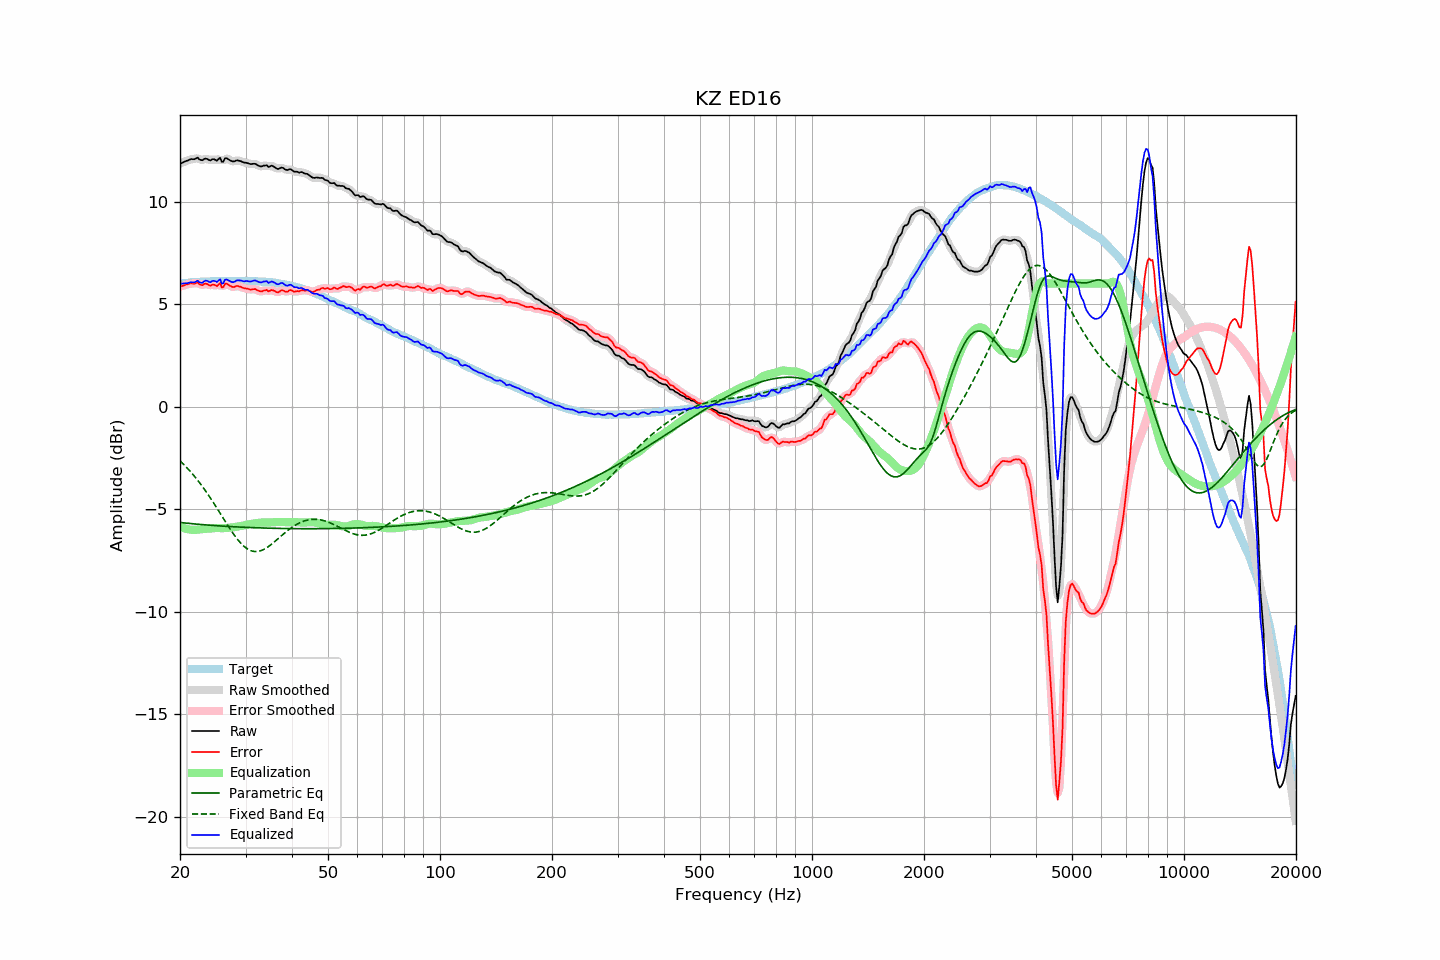 KZ ED16
Amplitude (dBr)
10
5
0
−5
−10
−15
−20
Target
Raw Smoothed
Error Smoothed
Raw
Error
Equalization
Parametric Eq
Fixed Band Eq
Equalized
20 50 100 200 500 1000 2000 5000 10000 20000
Frequency (Hz)